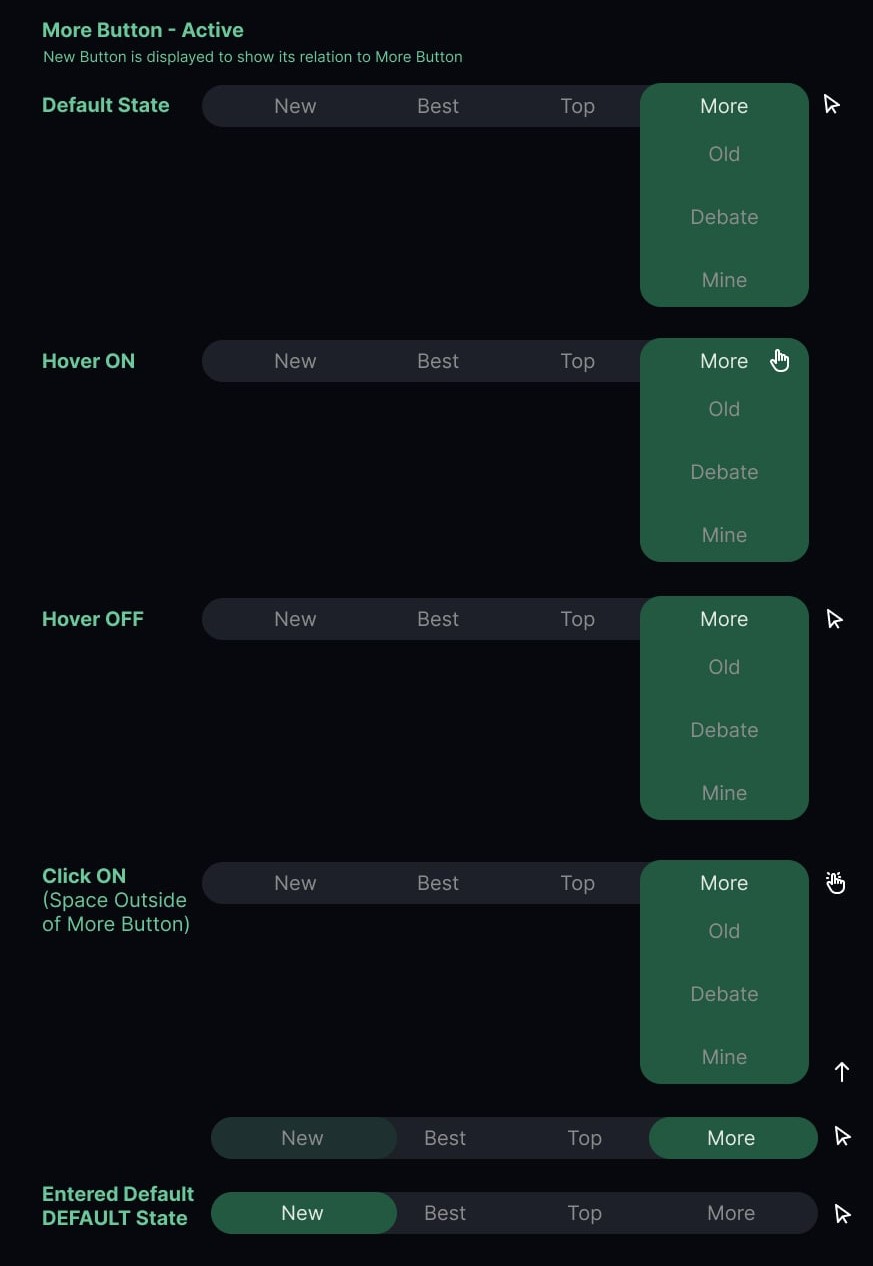 More Button - Active
New Button is displayed to show its relation to More Button
Default State New Best Top More
Old
Debate
Mine
Hover ON New Best Top More
Old
Debate
Mine
Hover OFF New Best Top More
Old
Debate
Mine
Click ON New Best Top More
(Space Outside
of More Button)
Old
Debate
Mine
New Best Top More
Entered Default
DEFAULT State
New Best Top More